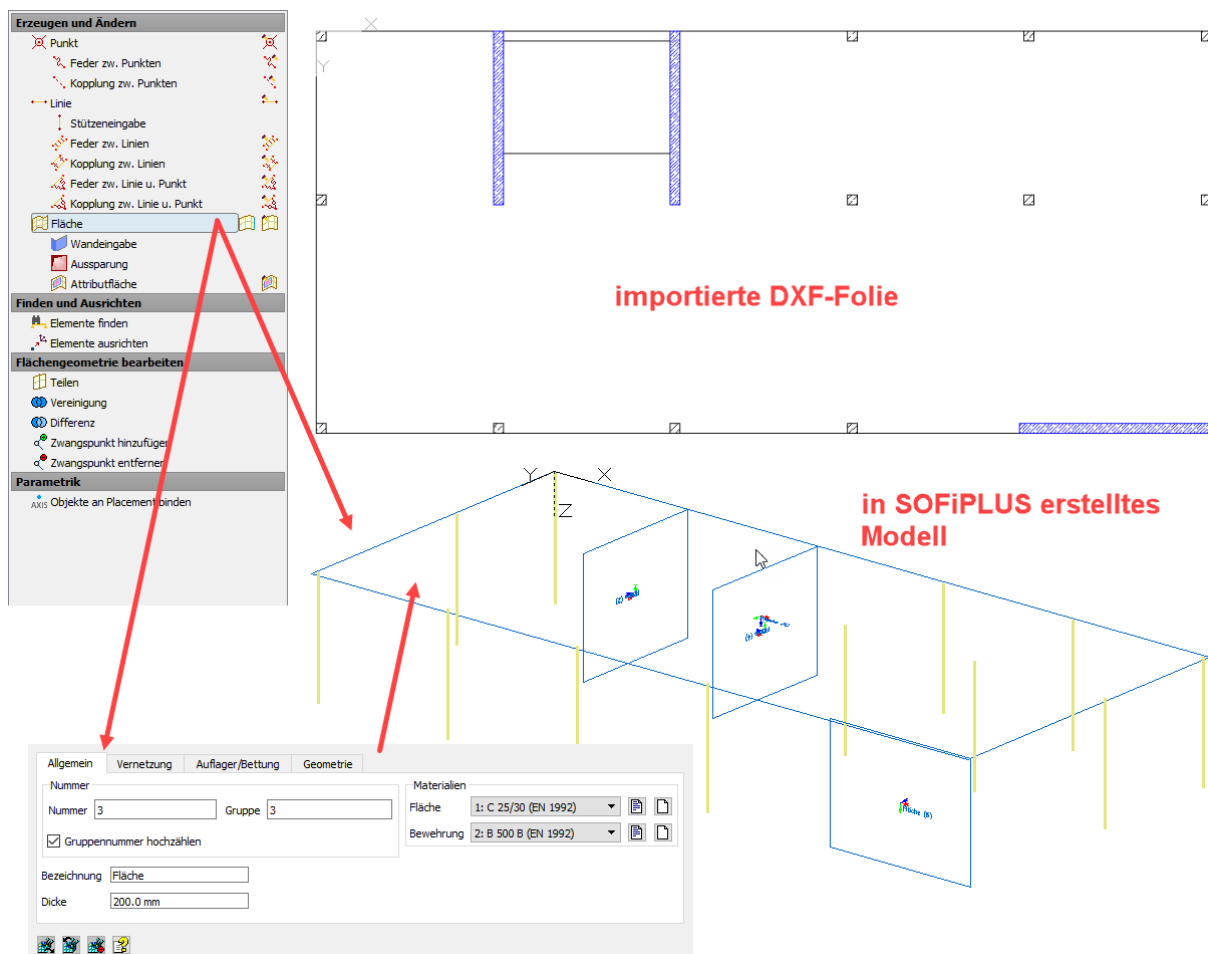 Erzeugen und Ändern
Punkt
Feder zw. Punkten
Kopplung zw. Punkten
Linie
Stützeneingabe
Feder zw. Linien
Kopplung zw. Linien
Feder zw. Linie u. Punkt
Kopplung zw. Linie u. Punkt
Fläche
Wandeingabe
Aussparung
Attributfläche
Finden und Ausrichten
Elemente finden
Elemente ausrichten
Flächengeometrie bearbeiten
Teilen
Vereinigung
Differenz
Zwangspunkt hinzufügen
Zwangspunkt entfernen
Parametrik
AXIS Objekte an Placement binden
X
Y
importierte DXF-Folie
Y X
Z
in SOFiPLUS erstelltes
Modell
Fläche (8)
Allgemein Vernetzung Auflager/Bettung Geometrie
Nummer
Nummer 3 Gruppe 3
Gruppennummer hochzählen
Materialien
Fläche 1: C 25/30 (EN 1992)
Bewehrung 2: B 500 B (EN 1992)
Bezeichnung Fläche
Dicke 200.0 mm